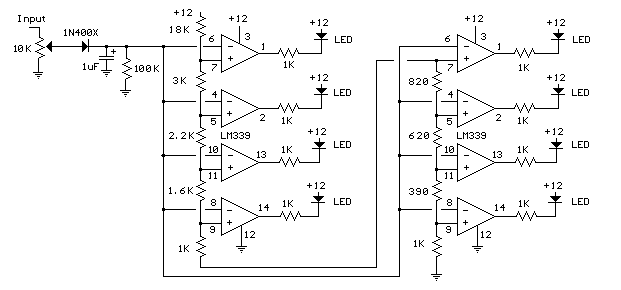 Input
10K
1N400X
1uF
+
100K
+12
18K
+12
6
3
7
1
1K
+12
LED
3K
4
5
2
1K
+12
LED
2.2K
LM339
10
11
13
1K
+12
LED
1.6K
8
9
14
12
1K
+12
LED
1K
+12
6
3
7
1
1K
+12
LED
820
4
5
2
1K
+12
LED
620
LM339
10
11
13
1K
+12
LED
390
8
9
14
12
1K
+12
LED
1K